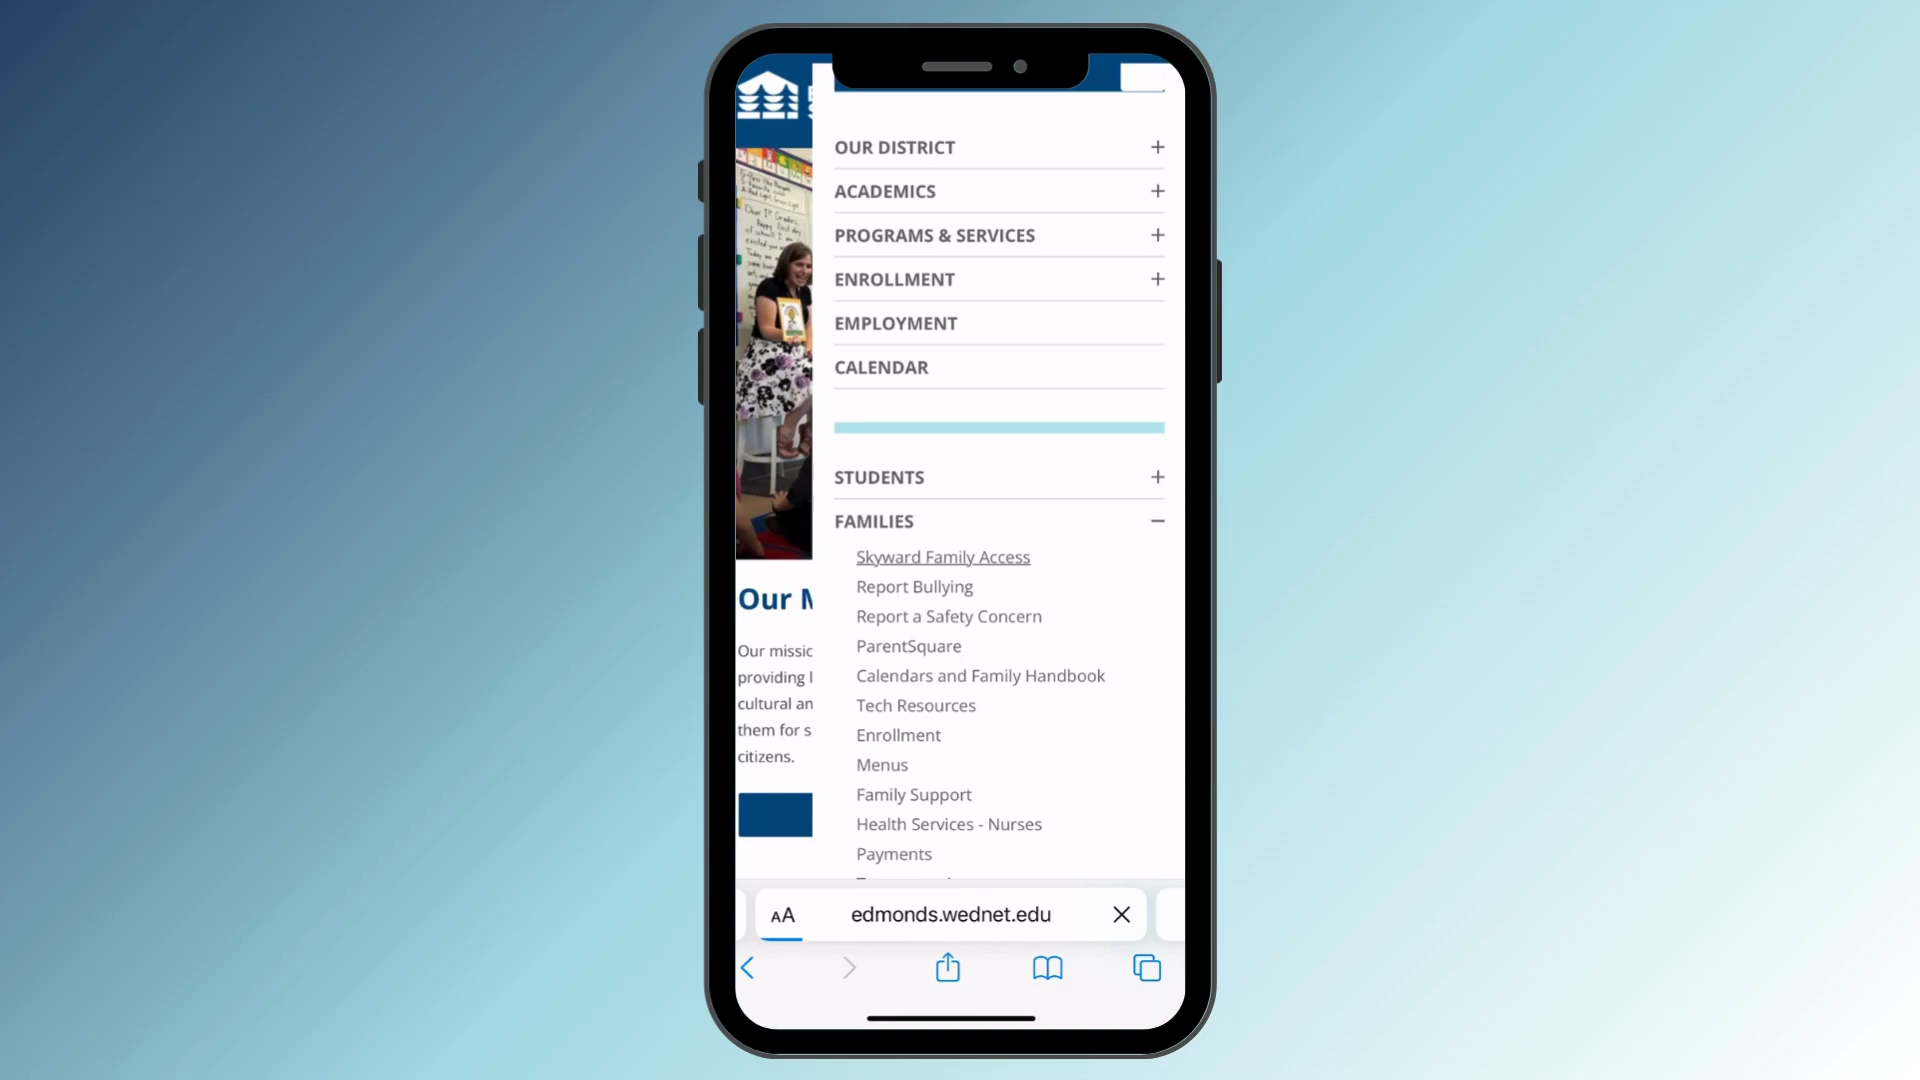 OUR DISTRICT
ACADEMICS
PROGRAMS & SERVICES
ENROLLMENT
EMPLOYMENT
CALENDAR
STUDENTS
FAMILIES
Skyward Family Access
Report Bullying
Report a Safety Concern
ParentSquare
Calendars and Family Handbook
Tech Resources
Enrollment
Menus
Family Support
Health Services - Nurses
Payments
Our
Our
providing
cultural
them for
citizens.
AA
edmonds.wednet.edu